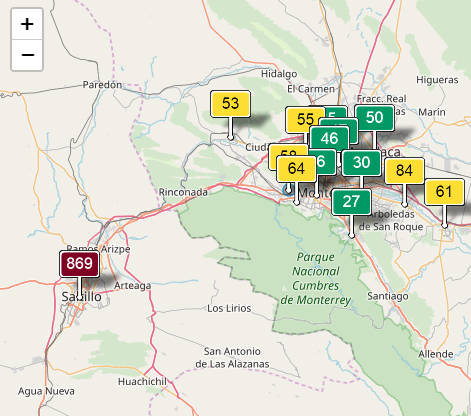 +
−
Hidalgo
Paredón
El Carmen
Higueras
Fracc. Real
53
55
5
50
Marín
46
58
64
6
30
84
61
Rinconada
27
Arboledas
de San Roque
Ramos Arizpe
869
Parque
Nacional
Cumbres
de Monterrey
Arteaga
Saltillo
Santiago
Los Lirios
San Antonio
de Las Alazanas
Allende
Huachichil
Agua Nueva